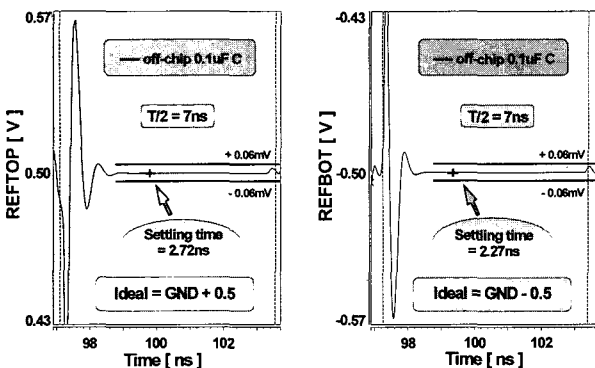 0.57
off-chip 0.1uF C
T/2 = 7ns
REFTOP [ V ]
0.50
+ 0.06mV
- 0.06mV
Settling time
= 2.72ns
Ideal = GND + 0.5
0.43
98
100
102
Time [ ns ]
-0.43
off-chip 0.1uF C
T/2 = 7ns
REFBOT [ V ]
-0.50
+ 0.06mV
- 0.06mV
Settling time
= 2.27ns
Ideal = GND - 0.5
-0.57
98
100
102
Time [ ns ]